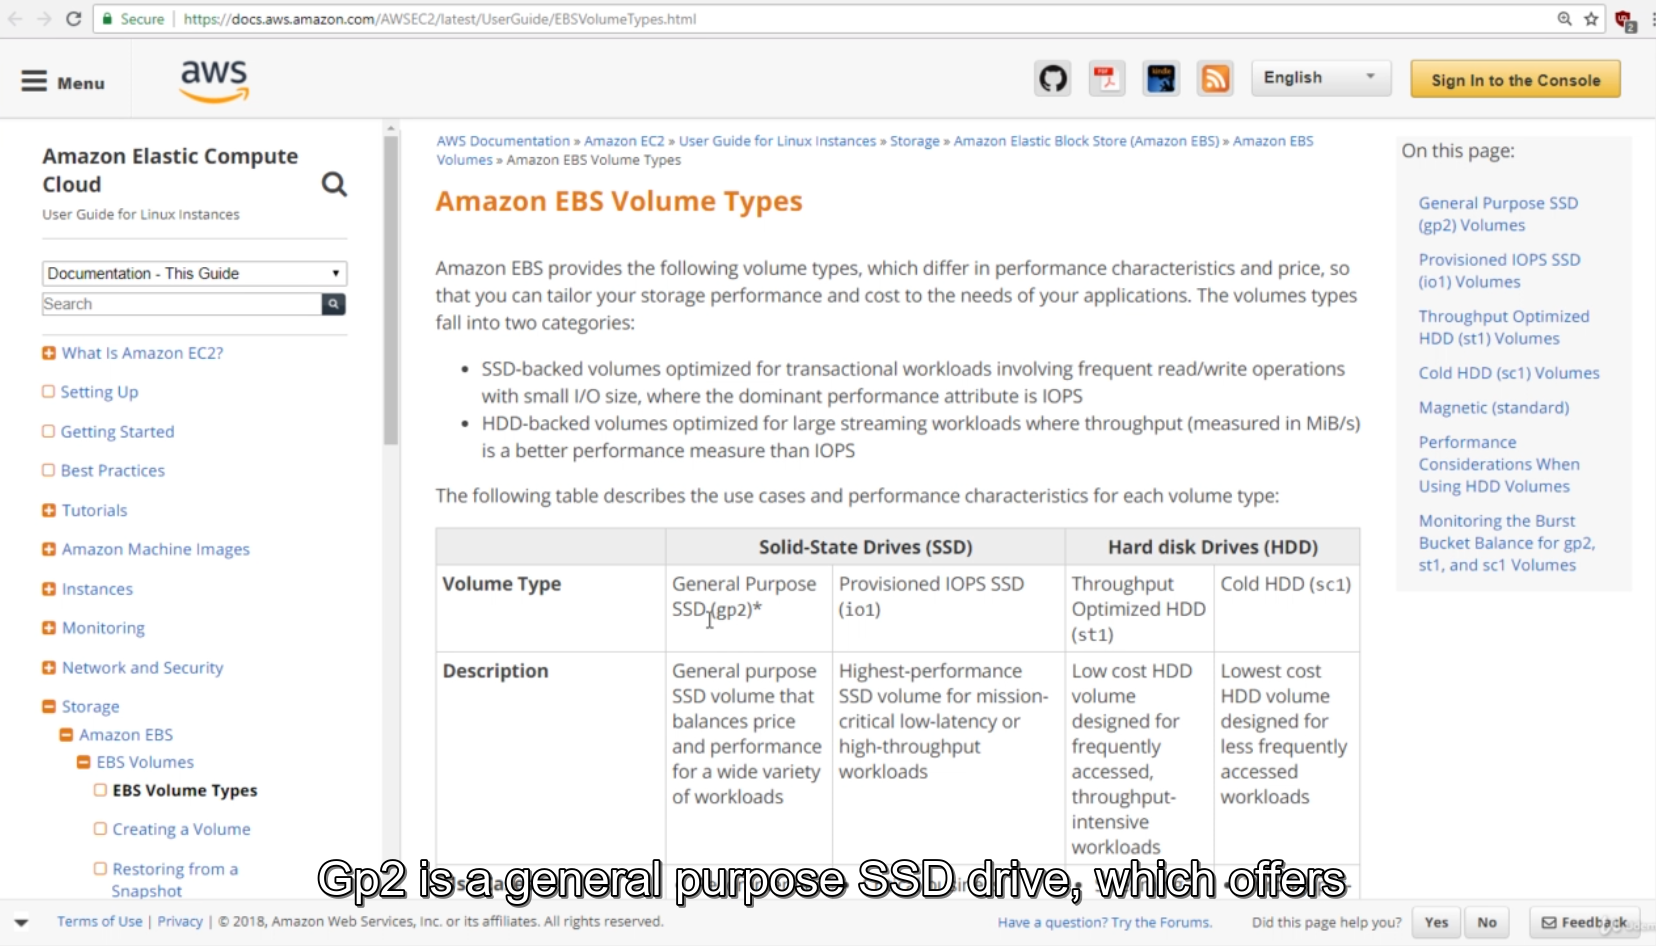 Secure | https://docs.aws.amazon.com/AWSEC2/latest/UserGuide/EBSVolumeTypes.html
2
Menu
aws
PDF
kindle
English
Sign In to the Console
Amazon Elastic Compute
Cloud
User Guide for Linux Instances
Documentation - This Guide
Search
What Is Amazon EC2?
Setting Up
Getting Started
Best Practices
Tutorials
Amazon Machine Images
Instances
Monitoring
Network and Security
Storage
Amazon EBS
EBS Volumes
EBS Volume Types
Creating a Volume
Restoring from a
Snapshot
AWS Documentation » Amazon EC2 » User Guide for Linux Instances » Storage » Amazon Elastic Block Store (Amazon EBS) » Amazon EBS
Volumes » Amazon EBS Volume Types
Amazon EBS Volume Types
Amazon EBS provides the following volume types, which differ in performance characteristics and price, so
that you can tailor your storage performance and cost to the needs of your applications. The volumes types
fall into two categories:
• SSD-backed volumes optimized for transactional workloads involving frequent read/write operations
with small I/O size, where the dominant performance attribute is IOPS
• HDD-backed volumes optimized for large streaming workloads where throughput (measured in MiB/s)
is a better performance measure than IOPS
The following table describes the use cases and performance characteristics for each volume type:
Solid-State Drives (SSD)
Hard disk Drives (HDD)
Volume Type
General Purpose
SSD (gp2)*
Provisioned IOPS SSD
(io1)
Throughput
Optimized HDD
(st1)
Cold HDD (sc1)
Description
General purpose
SSD volume that
balances price
and performance
for a wide variety
of workloads
Highest-performance
SSD volume for mission-
critical low-latency or
high-throughput
workloads
Low cost HDD
volume
designed for
frequently
accessed,
throughput-
intensive
workloads
Lowest cost
HDD volume
designed for
less frequently
accessed
workloads
On this page:
General Purpose SSD
(gp2) Volumes
Provisioned IOPS SSD
(io1) Volumes
Throughput Optimized
HDD (st1) Volumes
Cold HDD (sc1) Volumes
Magnetic (standard)
Performance
Considerations When
Using HDD Volumes
Monitoring the Burst
Bucket Balance for gp2,
st1, and sc1 Volumes
Gp2 is a general purpose SSD drive, which offers
Terms of Use | Privacy | © 2018, Amazon Web Services, Inc. or its affiliates. All rights reserved.
Have a question? Try the Forums.
Did this page help you?
Yes
No
Feedback